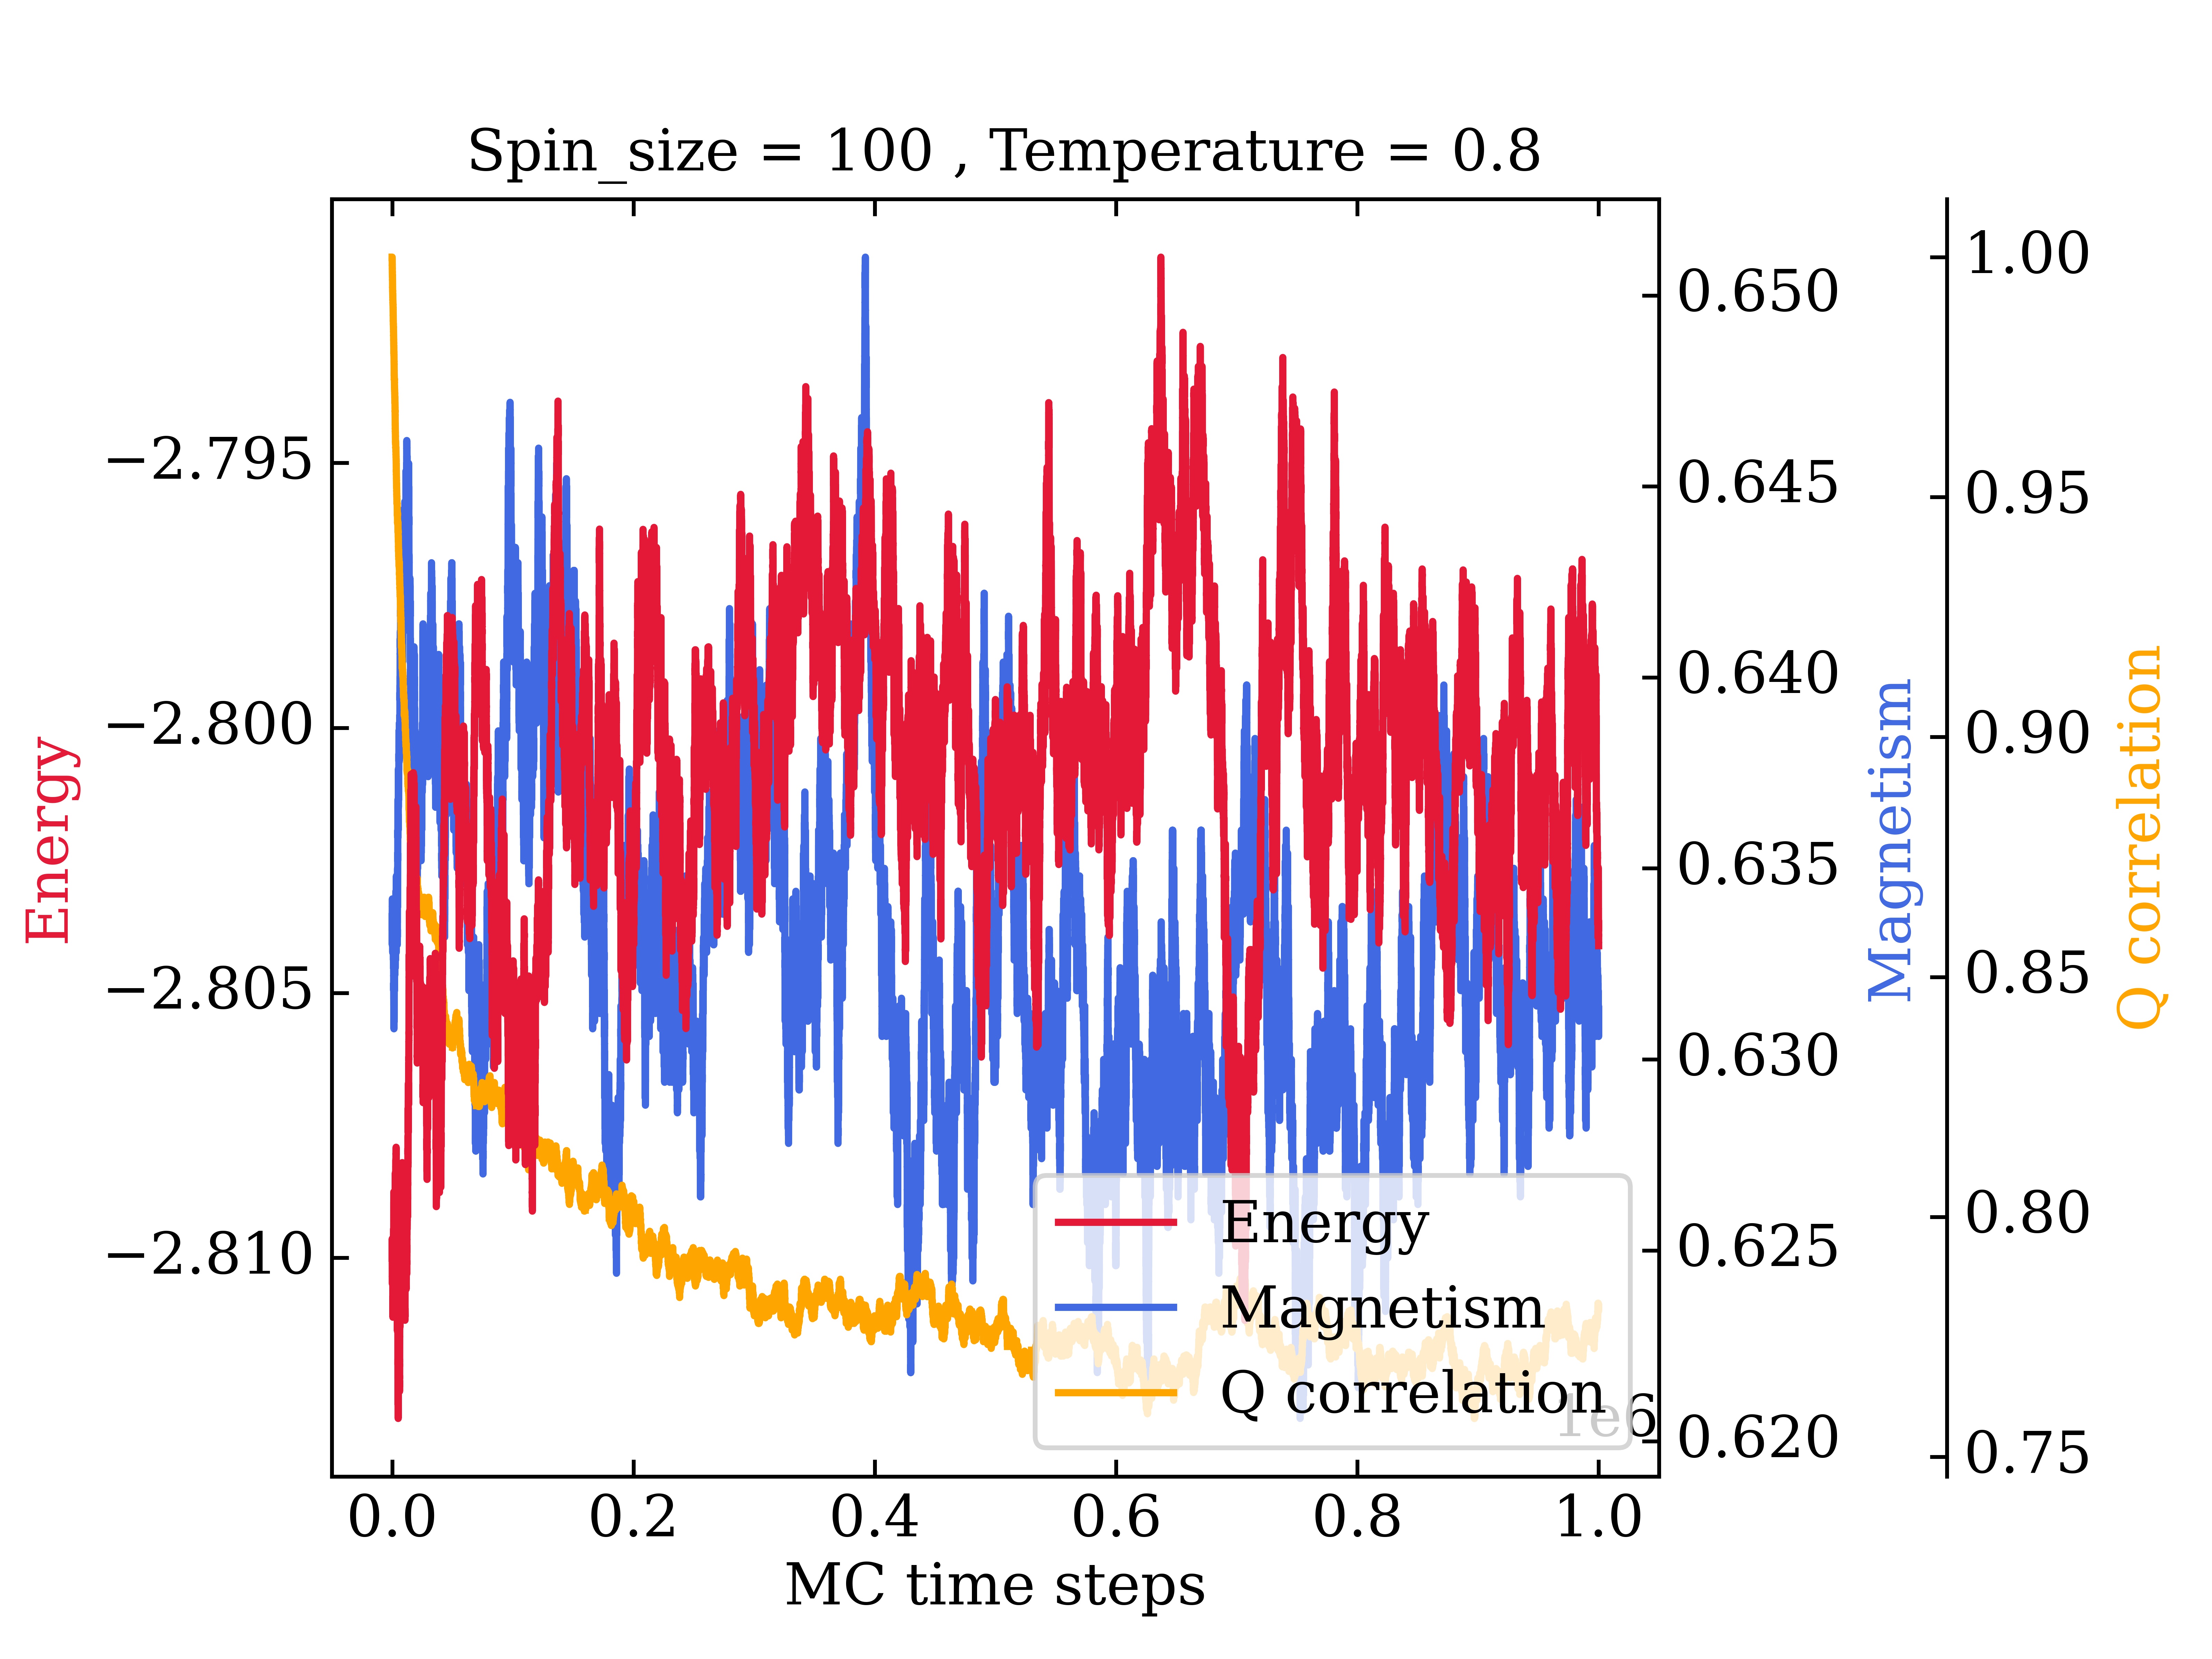 Spin_size = 100 , Temperature = 0.8
Energy
−2.795
−2.800
−2.805
−2.810
0.650
0.645
0.640
0.635
0.630
0.625
0.620
Magnetism
1.00
0.95
0.90
0.85
0.80
0.75
Q correlation
Energy
Magnetism
Q correlation
1e6
0.0 0.2 0.4 0.6 0.8 1.0
MC time steps